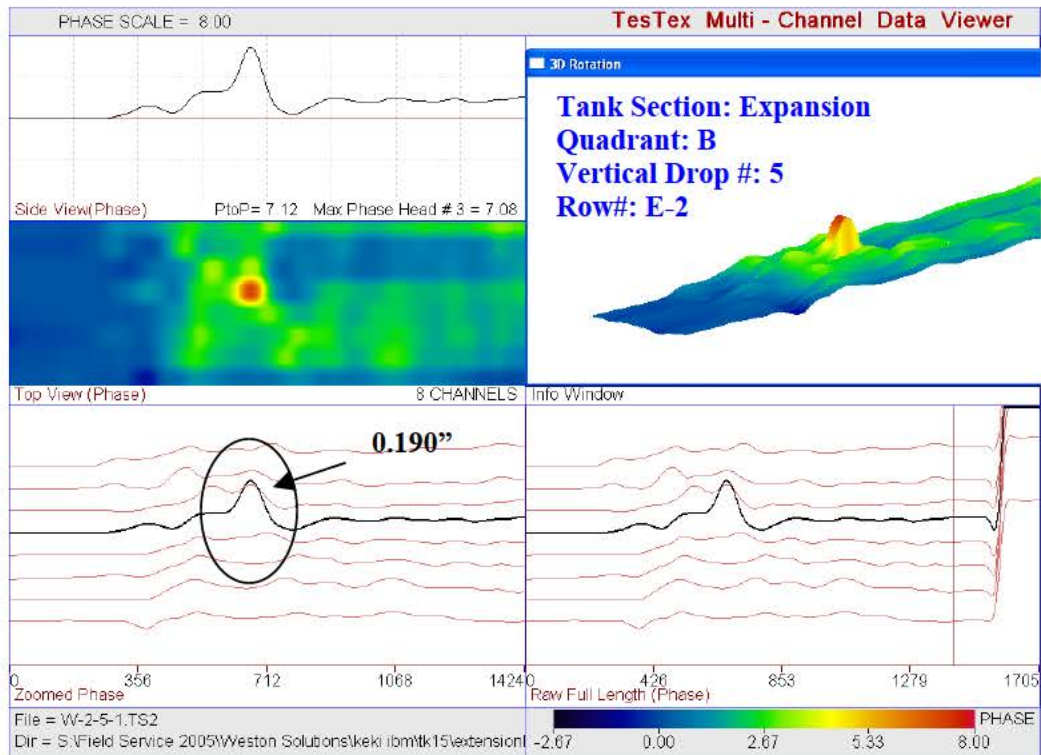 PHASE SCALE = 8.00
TesTex Multi - Channel Data Viewer
3D Rotation
Tank Section: Expansion
Quadrant: B
Vertical Drop #: 5
Row#: E-2
Side View(Phase) PtoP= 7.12 Max Phase Head # 3 = 7.08
Top View (Phase) 8 CHANNELS
Info Window
0.190”
0 356 712 1068 1424
Zoomed Phase
0 426 853 1279 1705
Raw Full Length (Phase)
File = W-2-5-1.TS2
Dir = S:\Field Service 2005\Weston Solutions\keki ibm\tk15\extension
PHASE
-2.67 0.00 2.67 5.33 8.00